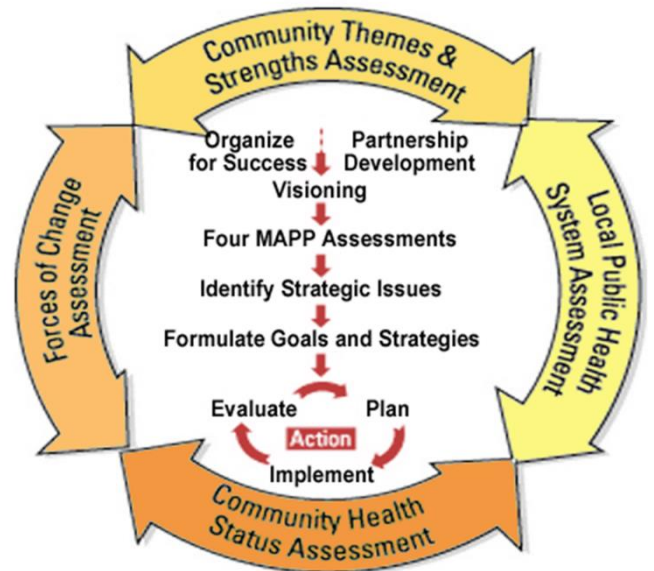 Community Themes &
Strengths Assessment
Organize
for Success
Partnership
Development
Visioning
Four MAPP Assessments
Identify Strategic Issues
Formulate Goals and Strategies
Evaluate
Plan
Action
Implement
Forces of Change
Assessment
Local Public Health
System Assessment
Community Health
Status Assessment